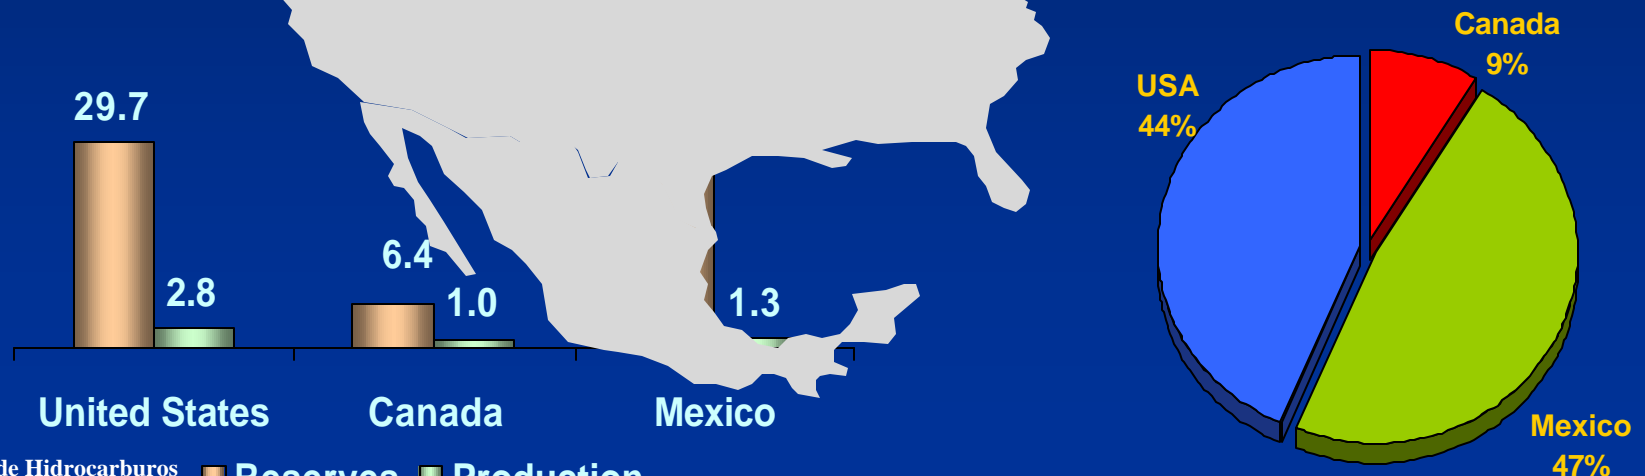 29.7
2.8
6.4
1.0
1.3
United States
Canada
Mexico
de Hidrocarburos
Reserves
Production
Canada
9%
USA
44%
Mexico
47%